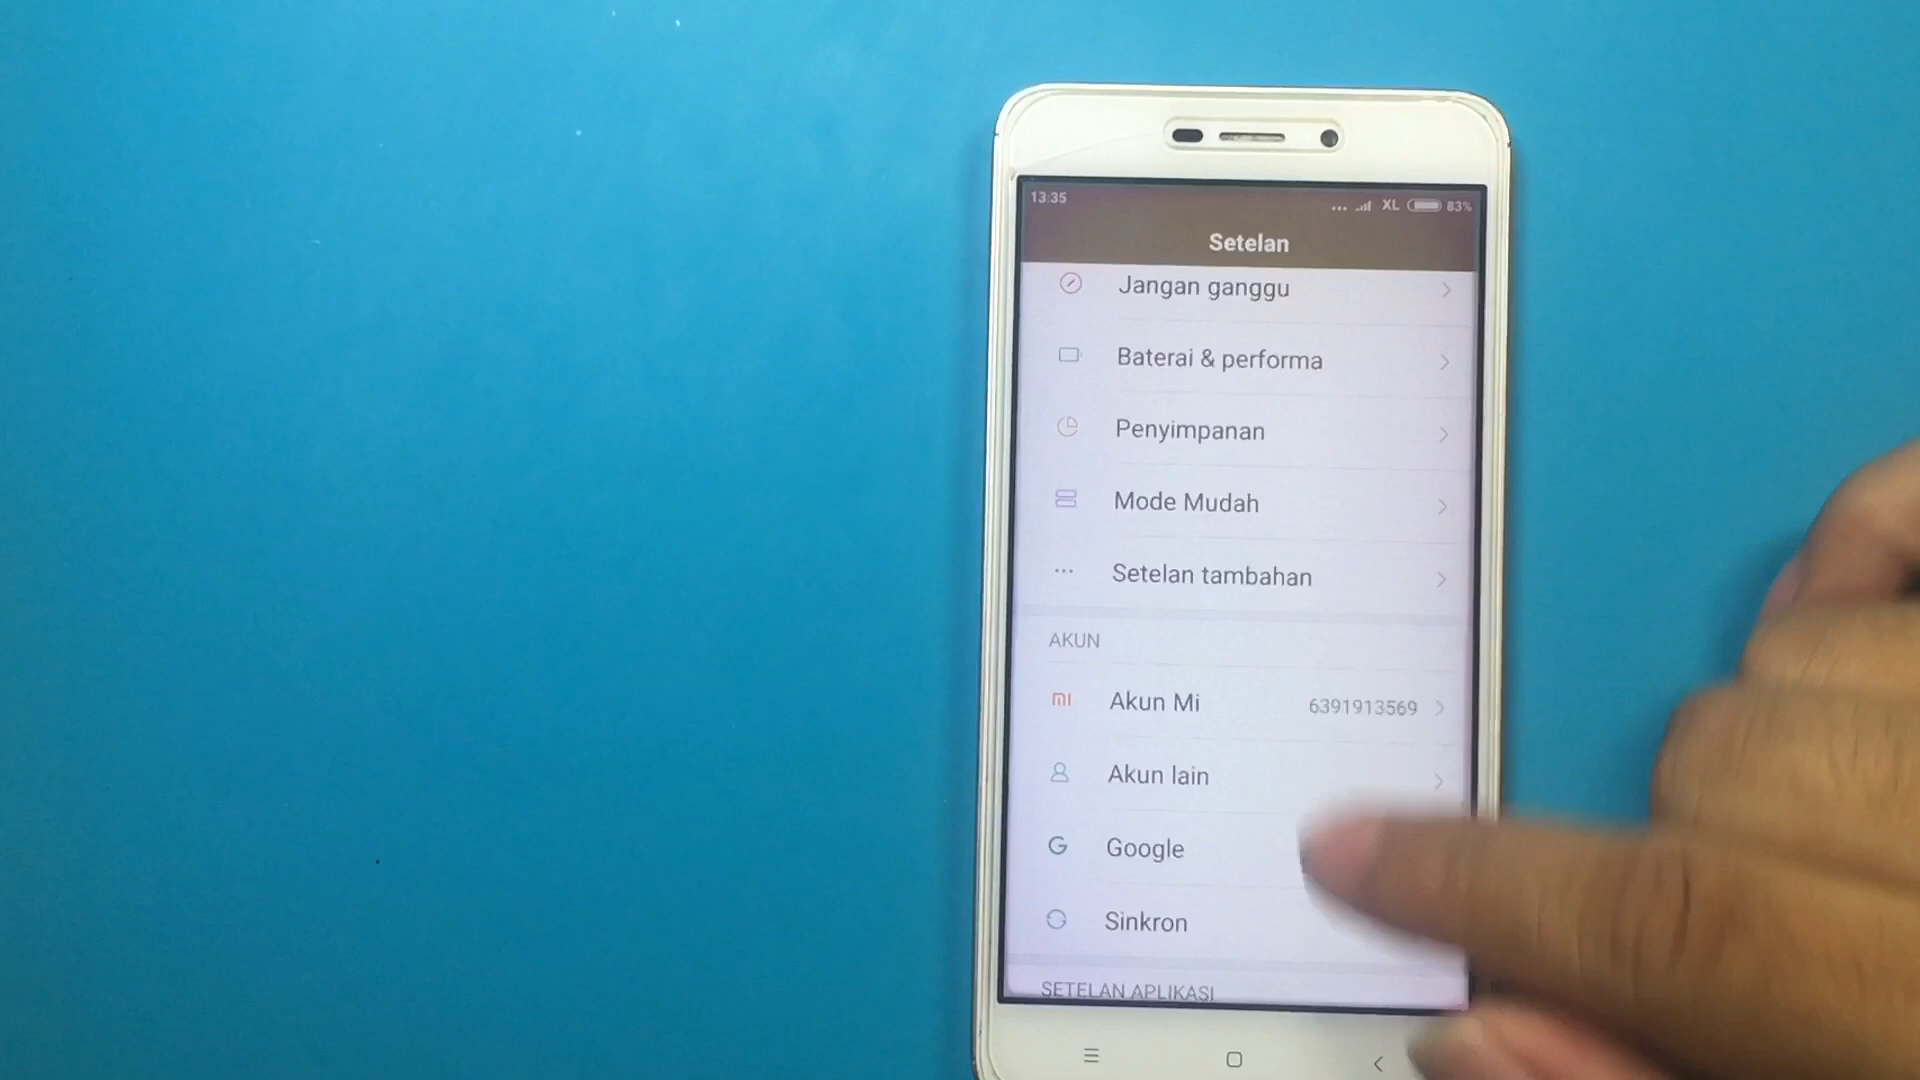 13:35
... XL 83%
Setelan
Jangan ganggu
Baterai & performa
Penyimpanan
Mode Mudah
Setelan tambahan
AKUN
mi Akun Mi 6391913569
Akun lain
G Google
Sinkron
SETELAN APLIKASI